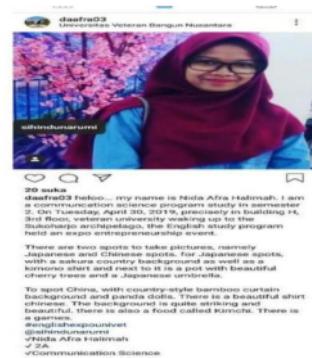 daafra03
Universitas Veteran Bangun Nusantara
sihindunarumi
20 suka
daafra03 heloo... my name is Nida Afra Halimah. I am
a communcation science program study in semester
2. On Tuesday, April 30, 2019, precisely in building H,
3rd floor, veteran university waking up to the
Sukoharjo archipelago, the English study program
held an expo entrepreneurship event.
There are two spots to take pictures, namely
Japanese and Chinese spots. for Japanese spots,
with a sakura country background as well as a
kimono shirt and next to it is a pot with beautiful
cherry trees and a Japanese umbrella.
To spot China, with country-style bamboo curtain
background and panda dolls. There is a beautiful shirt
chinese. The background is quite striking and
beautiful. there is also a food called Kimchi. There is
a games.
#englishexpounivet
@sihindunarumi
✓Nida Afra Halimah
✓ 2A
✓Communication Science